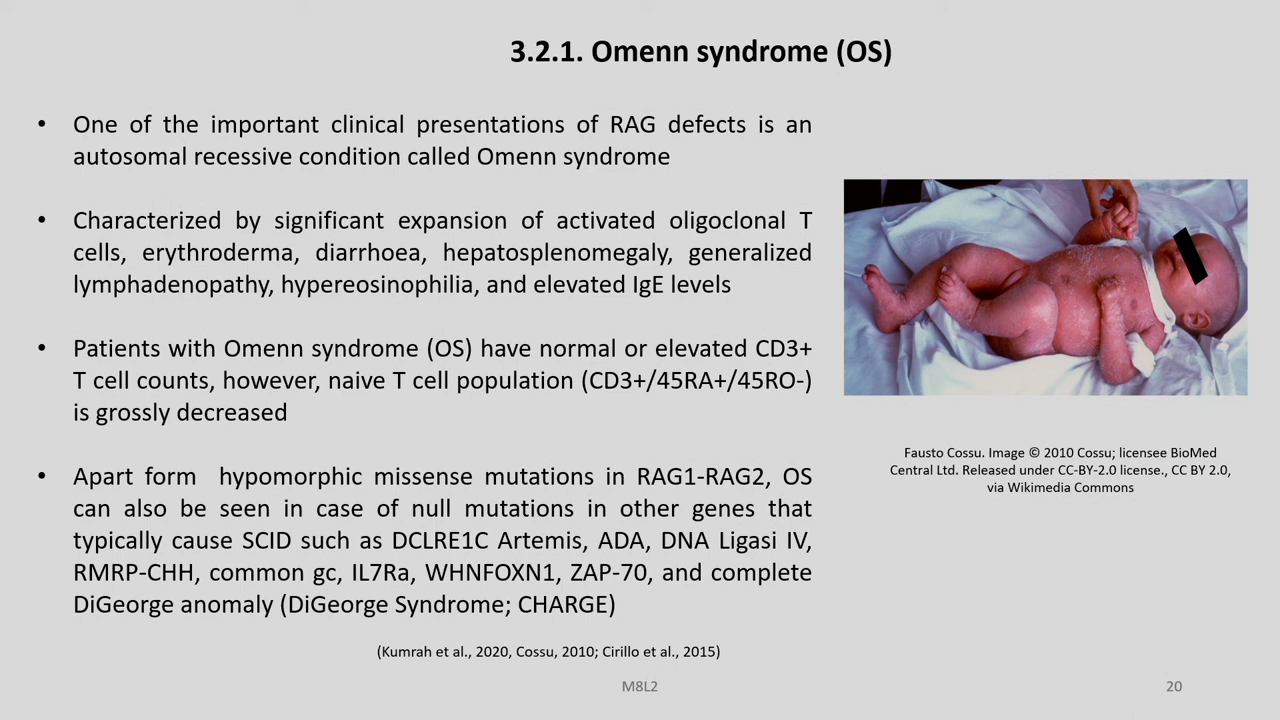 3.2.1. Omenn syndrome (OS)
• One of the important clinical presentations of RAG defects is an
autosomal recessive condition called Omenn syndrome
• Characterized by significant expansion of activated oligoclonal T
cells, erythroderma, diarrhoea, hepatosplenomegaly, generalized
lymphadenopathy, hypereosinophilia, and elevated IgE levels
• Patients with Omenn syndrome (OS) have normal or elevated CD3+
T cell counts, however, naive T cell population (CD3+/45RA+/45RO-)
is grossly decreased
• Apart form hypomorphic missense mutations in RAG1-RAG2, OS
can also be seen in case of null mutations in other genes that
typically cause SCID such as DCLRE1C Artemis, ADA, DNA Ligasi IV,
RMRP-CHH, common gc, IL7Ra, WHNFOXN1, ZAP-70, and complete
DiGeorge anomaly (DiGeorge Syndrome; CHARGE)
Fausto Cossu. Image © 2010 Cossu; licensee BioMed
Central Ltd. Released under CC-BY-2.0 license., CC BY 2.0,
via Wikimedia Commons
(Kumrah et al., 2020, Cossu, 2010; Cirillo et al., 2015)
M8L2
20